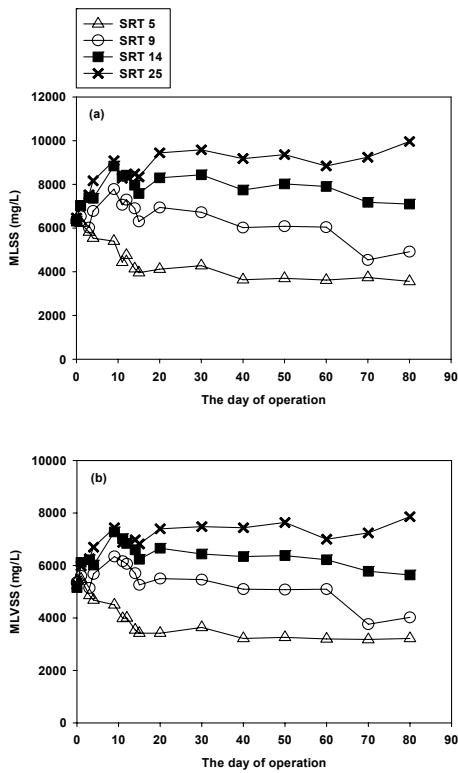 SRT 5
SRT 9
SRT 14
SRT 25
12000
(a)
10000
8000
6000
4000
2000
0
MLSS (mg/L)
0 10 20 30 40 50 60 70 80 90
The day of operation
10000
(b)
8000
6000
4000
2000
0
MLVSS (mg/L)
0 10 20 30 40 50 60 70 80 90
The day of operation